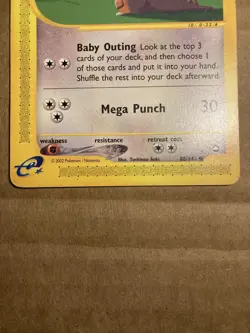 Baby Outing Look at the top 3
cards of your deck, and then choose 1
of those cards and put it into your hand.
Shuffle the rest into your deck afterward.
Mega Punch 30
weakness resistance retreat cost
© 2002 Pokémon / Nintendo
Illus.